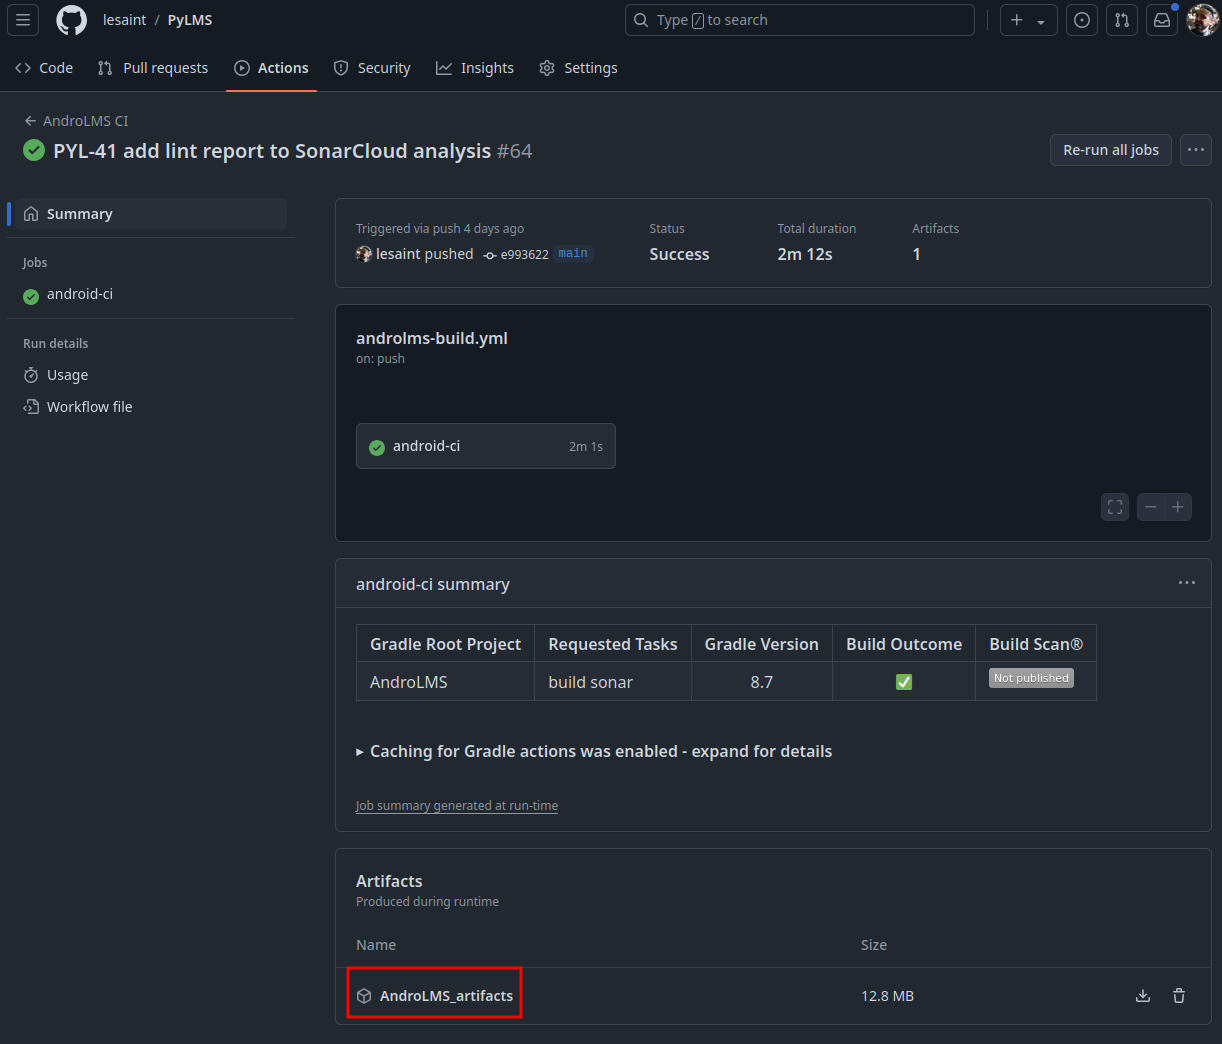 lesaint / PyLMS
Type / to search
Code Pull requests Actions Security Insights Settings
AndroLMS CI
PYL-41 add lint report to SonarCloud analysis #64
Re-run all jobs
Summary
Jobs
android-ci
Run details
Usage
Workflow file
Triggered via push 4 days ago
lesaint pushed e993622 main
Status
Success
Total duration
2m 12s
Artifacts
1
androlms-build.yml
on: push
android-ci 2m 1s
android-ci summary
Gradle Root Project Requested Tasks Gradle Version Build Outcome Build Scan®
AndroLMS build sonar 8.7 ✅ Not published
▸ Caching for Gradle actions was enabled - expand for details
Job summary generated at run-time
Artifacts
Produced during runtime
Name Size
AndroLMS_artifacts 12.8 MB